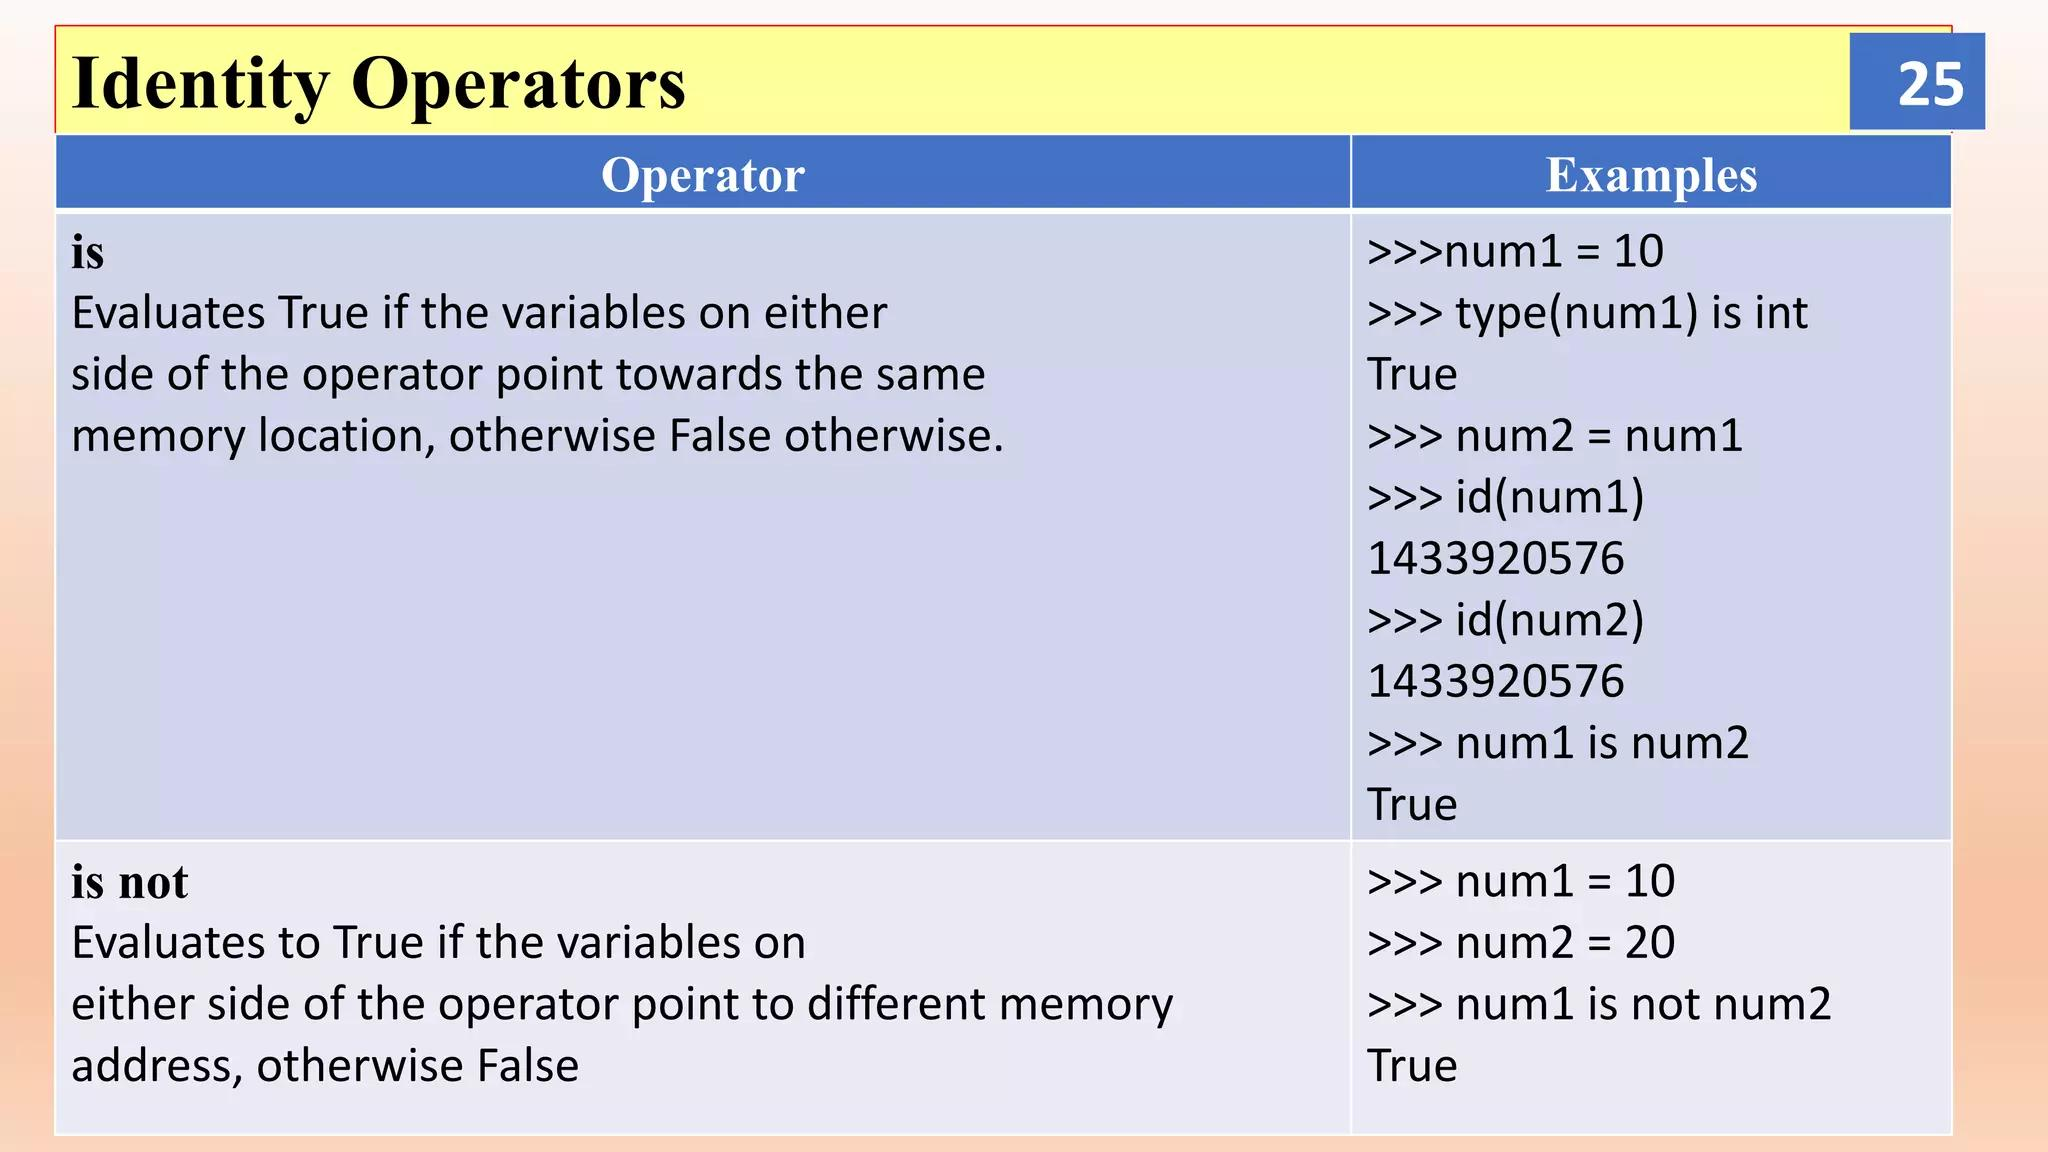 Identity Operators
25
Operator
Examples
is
Evaluates True if the variables on either
side of the operator point towards the same
memory location, otherwise False otherwise.
>>>num1 = 10
>>> type(num1) is int
True
>>> num2 = num1
>>> id(num1)
1433920576
>>> id(num2)
1433920576
>>> num1 is num2
True
is not
Evaluates to True if the variables on
either side of the operator point to different memory
address, otherwise False
>>> num1 = 10
>>> num2 = 20
>>> num1 is not num2
True